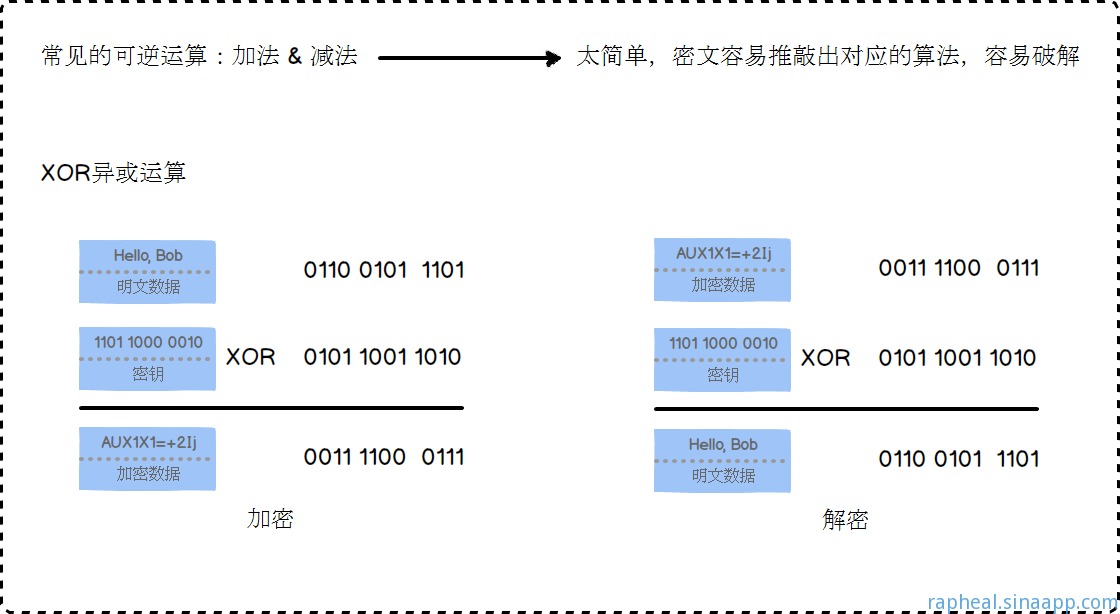 常见的可逆运算：加法 & 减法 太简单，密文容易推敲出对应的算法，容易破解
XOR异或运算
Hello, Bob
明文数据
0110 0101 1101
1101 1000 0010
密钥
XOR 0101 1001 1010
AUX1X1=+2Ij
加密数据
0011 1100 0111
加密
AUX1X1=+2Ij
加密数据
0011 1100 0111
1101 1000 0010
密钥
XOR 0101 1001 1010
Hello, Bob
明文数据
0110 0101 1101
解密
rapheal.sinaapp.com